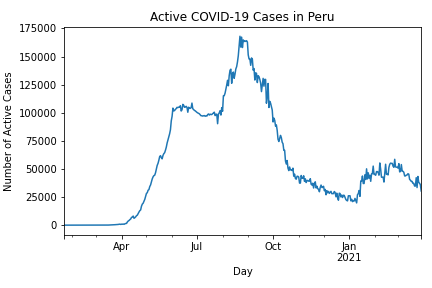 Active COVID-19 Cases in Peru
175000
150000
125000
100000
75000
50000
25000
0
Number of Active Cases
Apr
Jul
Oct
Jan
2021
Day